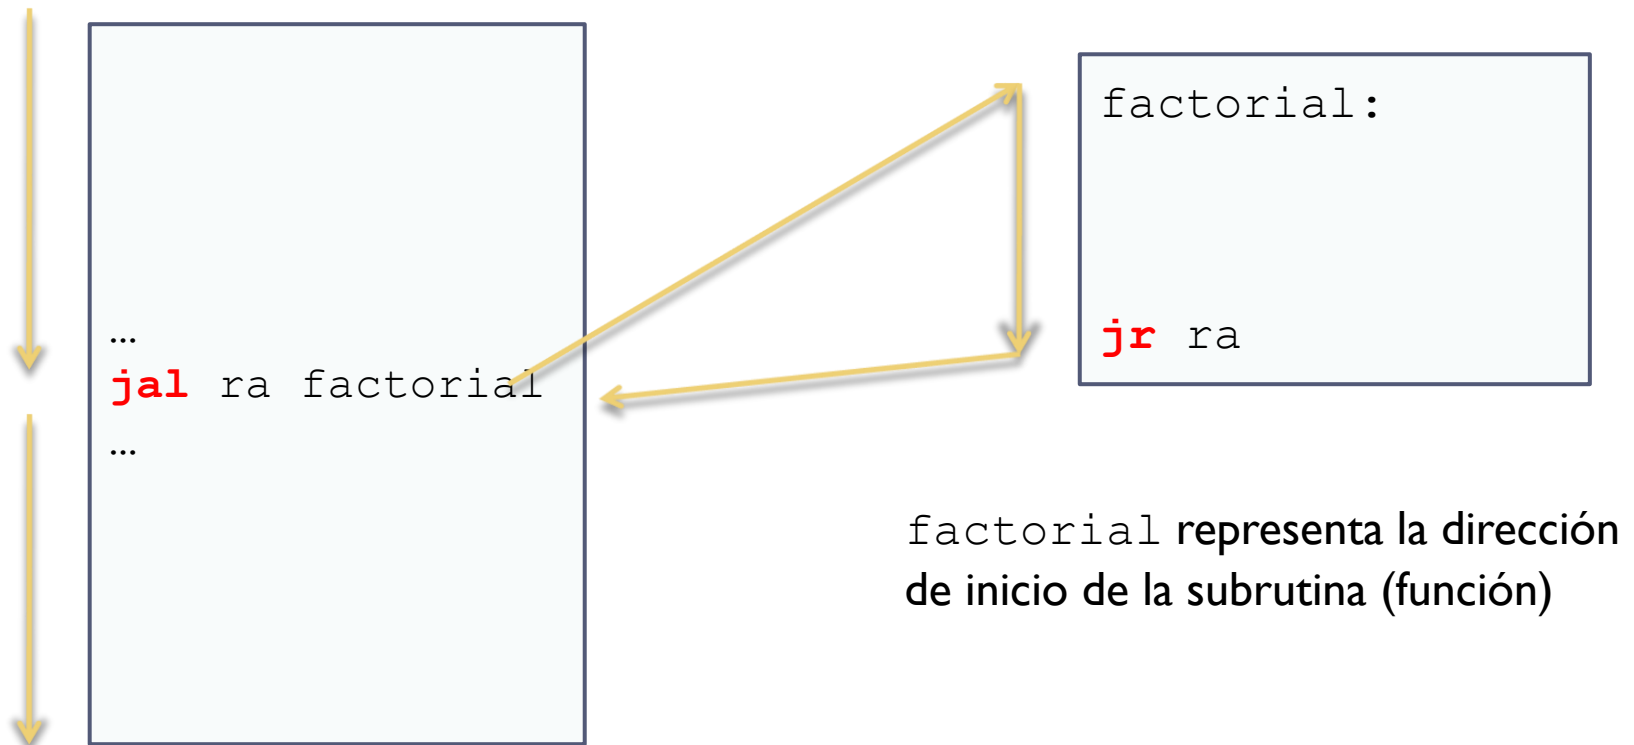 …
jal ra factorial
…
factorial:
jr ra
factorial representa la dirección
de inicio de la subrutina (función)